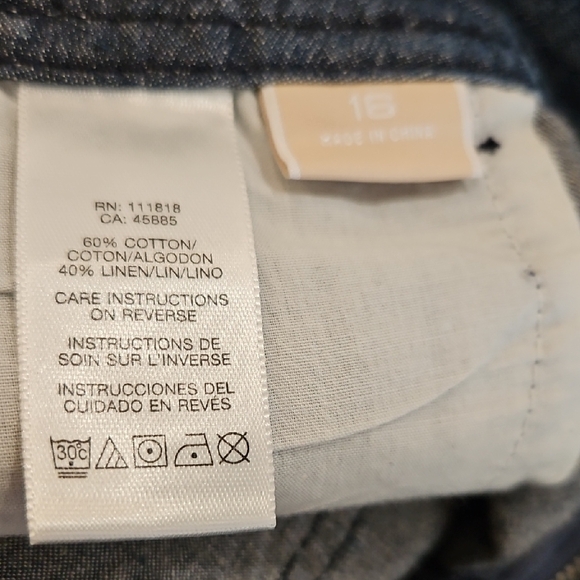 16
MADE IN CHINA
RN: 111818
CA: 45885
60% COTTON/
COTON/ALGODON
40% LINEN/LIN/LINO
CARE INSTRUCTIONS
ON REVERSE
INSTRUCTIONS DE
SOIN SUR L'INVERSE
INSTRUCCIONES DEL
CUIDADO EN REVÉS
30°C